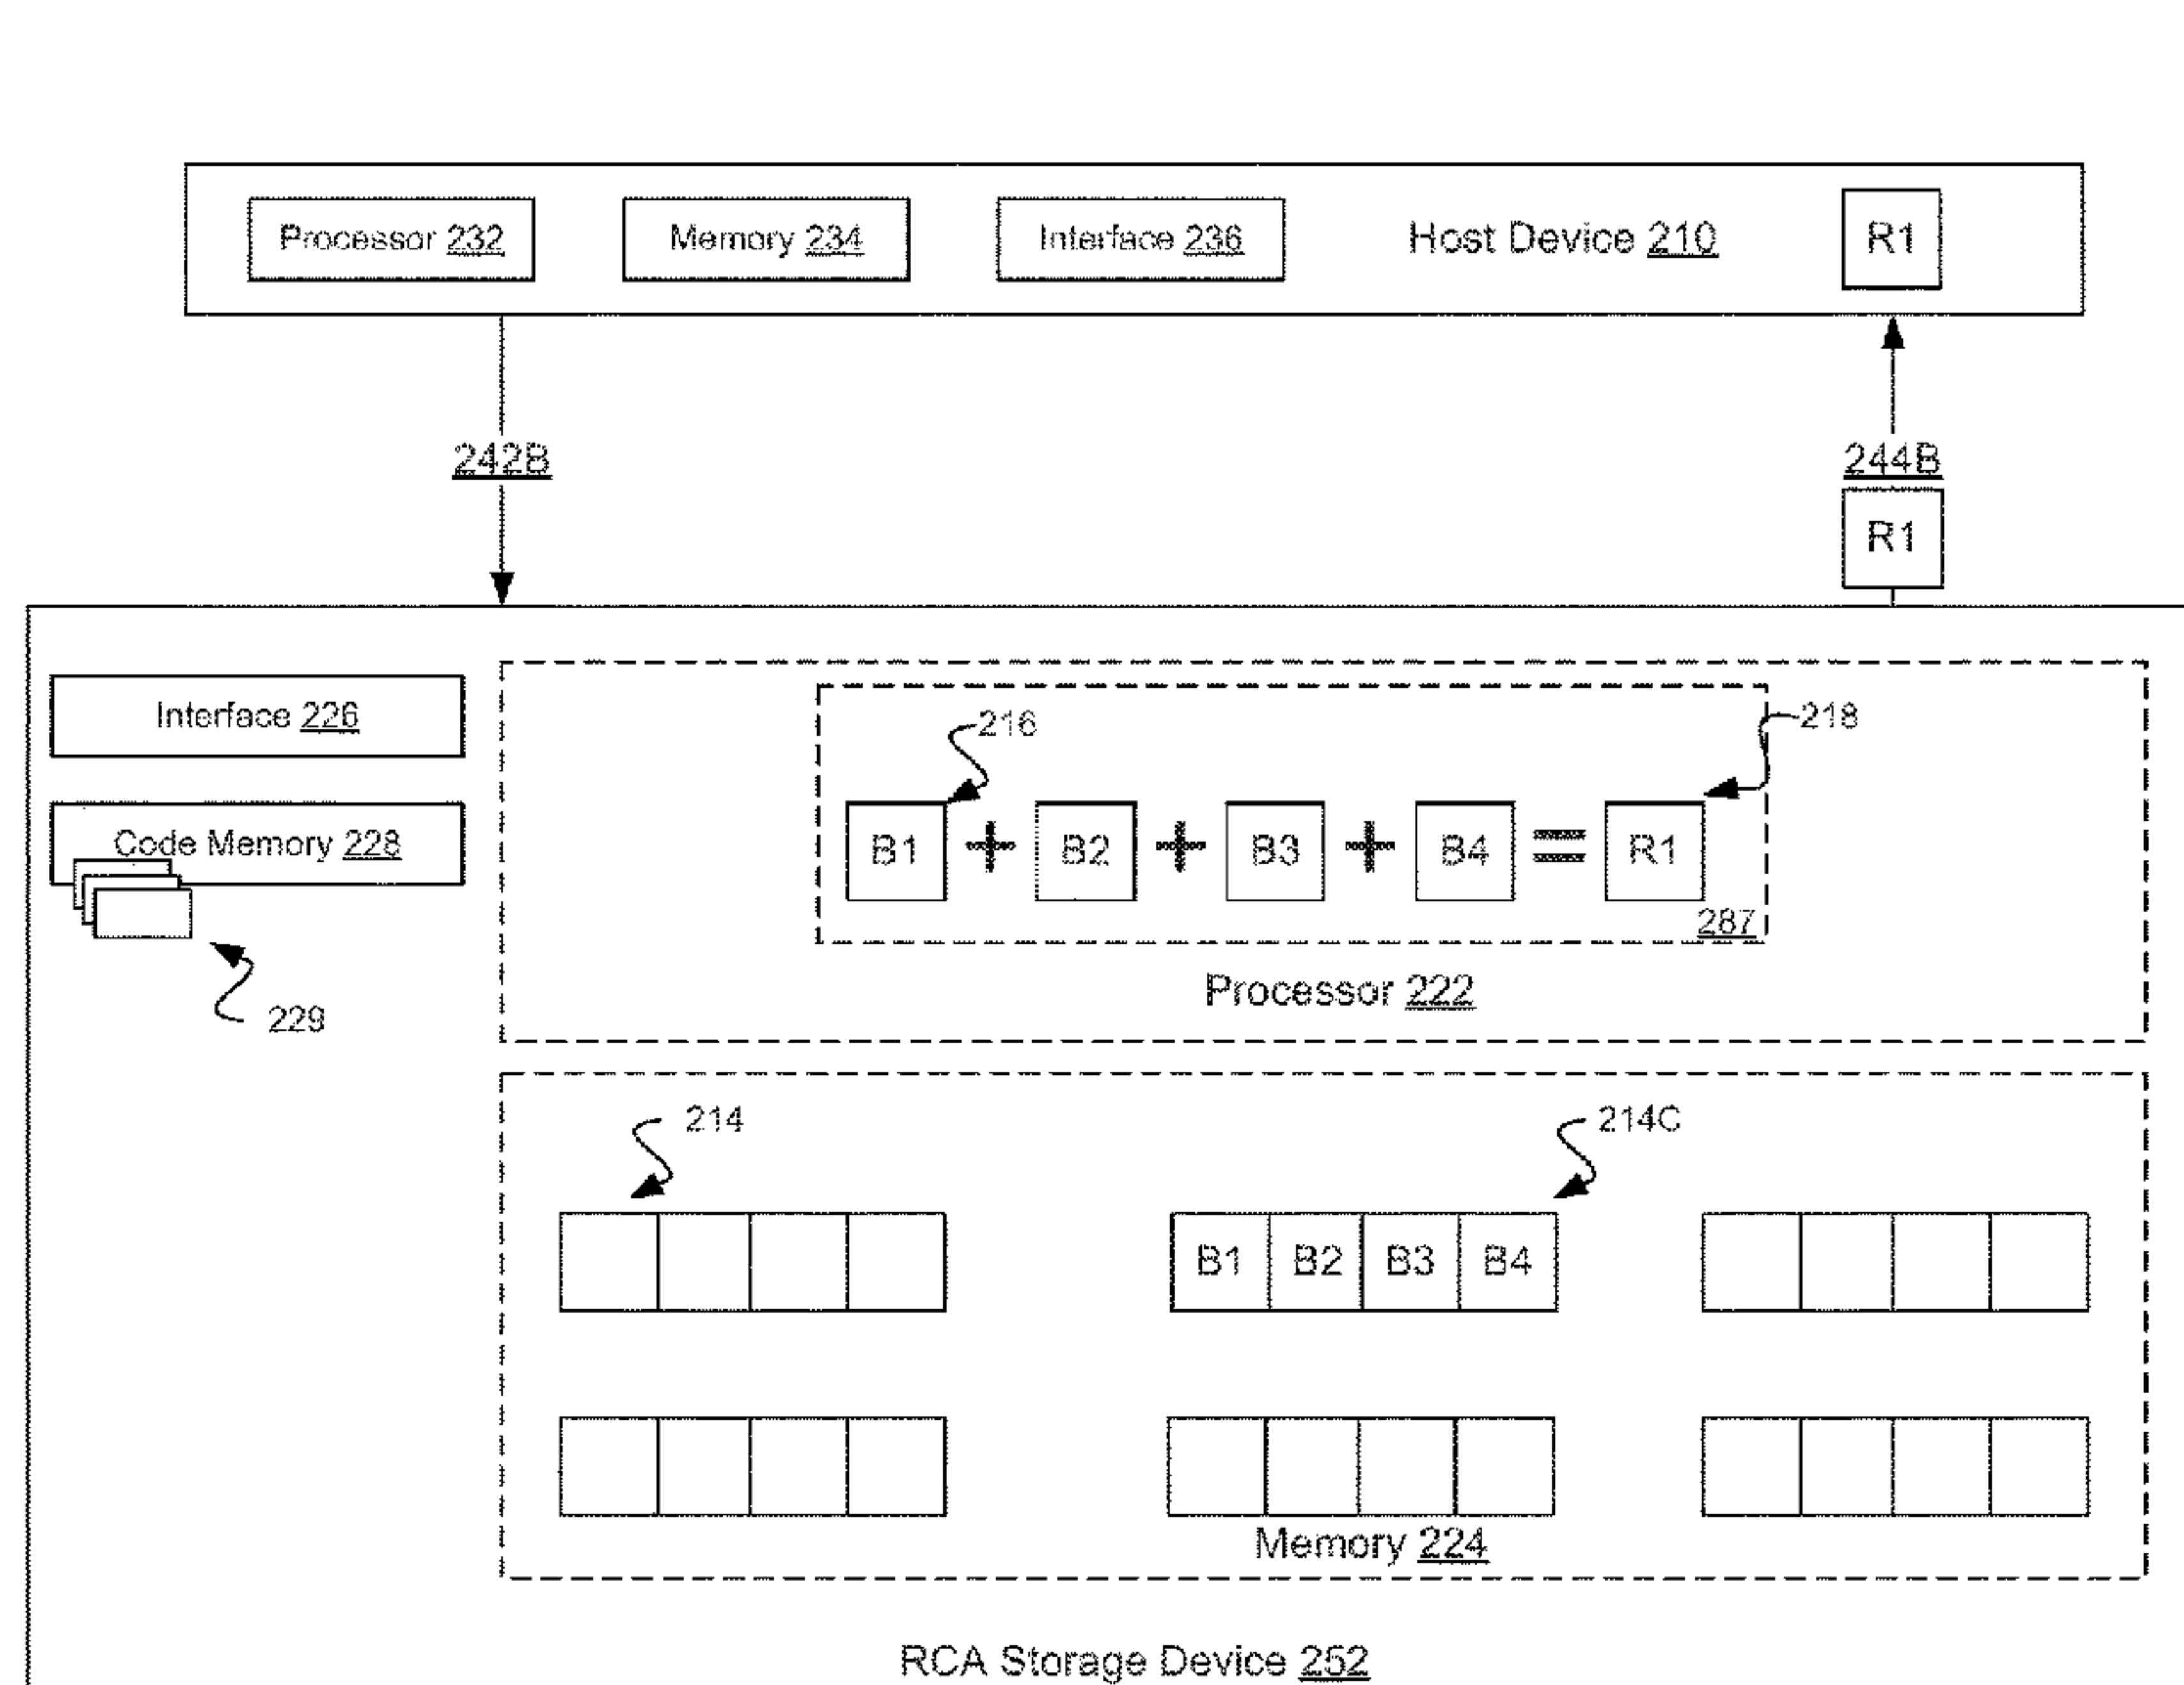 Processor 232 Memory 234 Interface 236 Host Device 210 R1
242B 244B
R1
Interface 226
216 218
Code Memory 228
B1 + B2 + B3 + B4 = R1
287
Processor 222
229
214 214C
B1 B2 B3 B4
Memory 224
RCA Storage Device 252